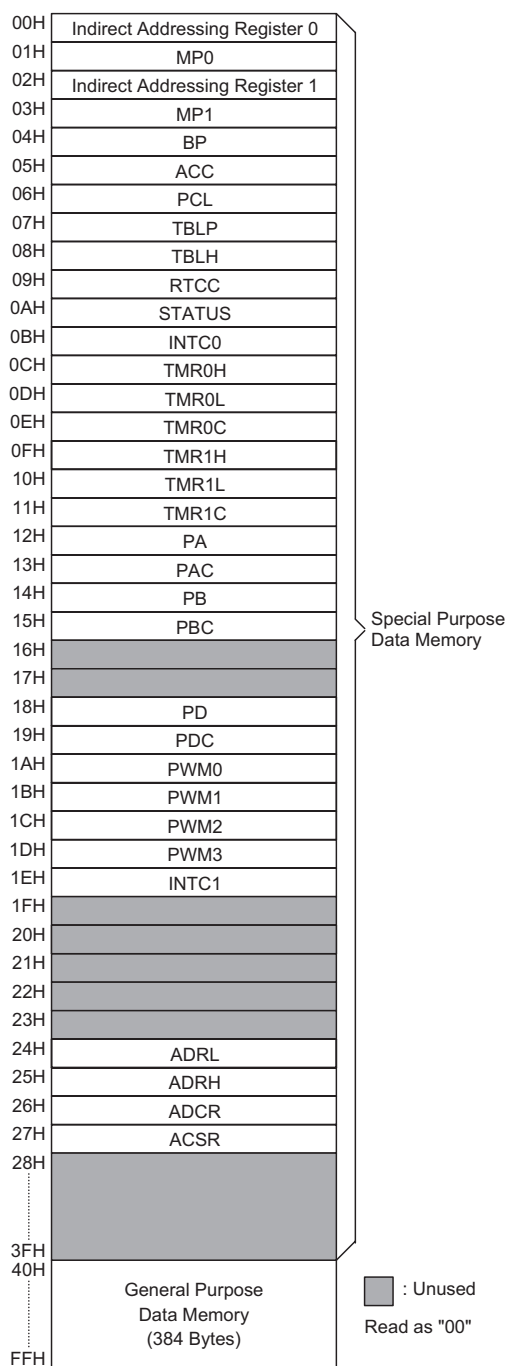 00H Indirect Addressing Register 0
01H MP0
02H Indirect Addressing Register 1
03H MP1
04H BP
05H ACC
06H PCL
07H TBLP
08H TBLH
09H RTCC
0AH STATUS
0BH INTC0
0CH TMR0H
0DH TMR0L
0EH TMR0C
0FH TMR1H
10H TMR1L
11H TMR1C
12H PA
13H PAC
14H PB
15H PBC
Special Purpose
Data Memory
16H
17H
18H PD
19H PDC
1AH PWM0
1BH PWM1
1CH PWM2
1DH PWM3
1EH INTC1
1FH
20H
21H
22H
23H
24H ADRL
25H ADRH
26H ADCR
27H ACSR
28H
3FH
40H
General Purpose
Data Memory
(384 Bytes)
FFH
: Unused
Read as "00"